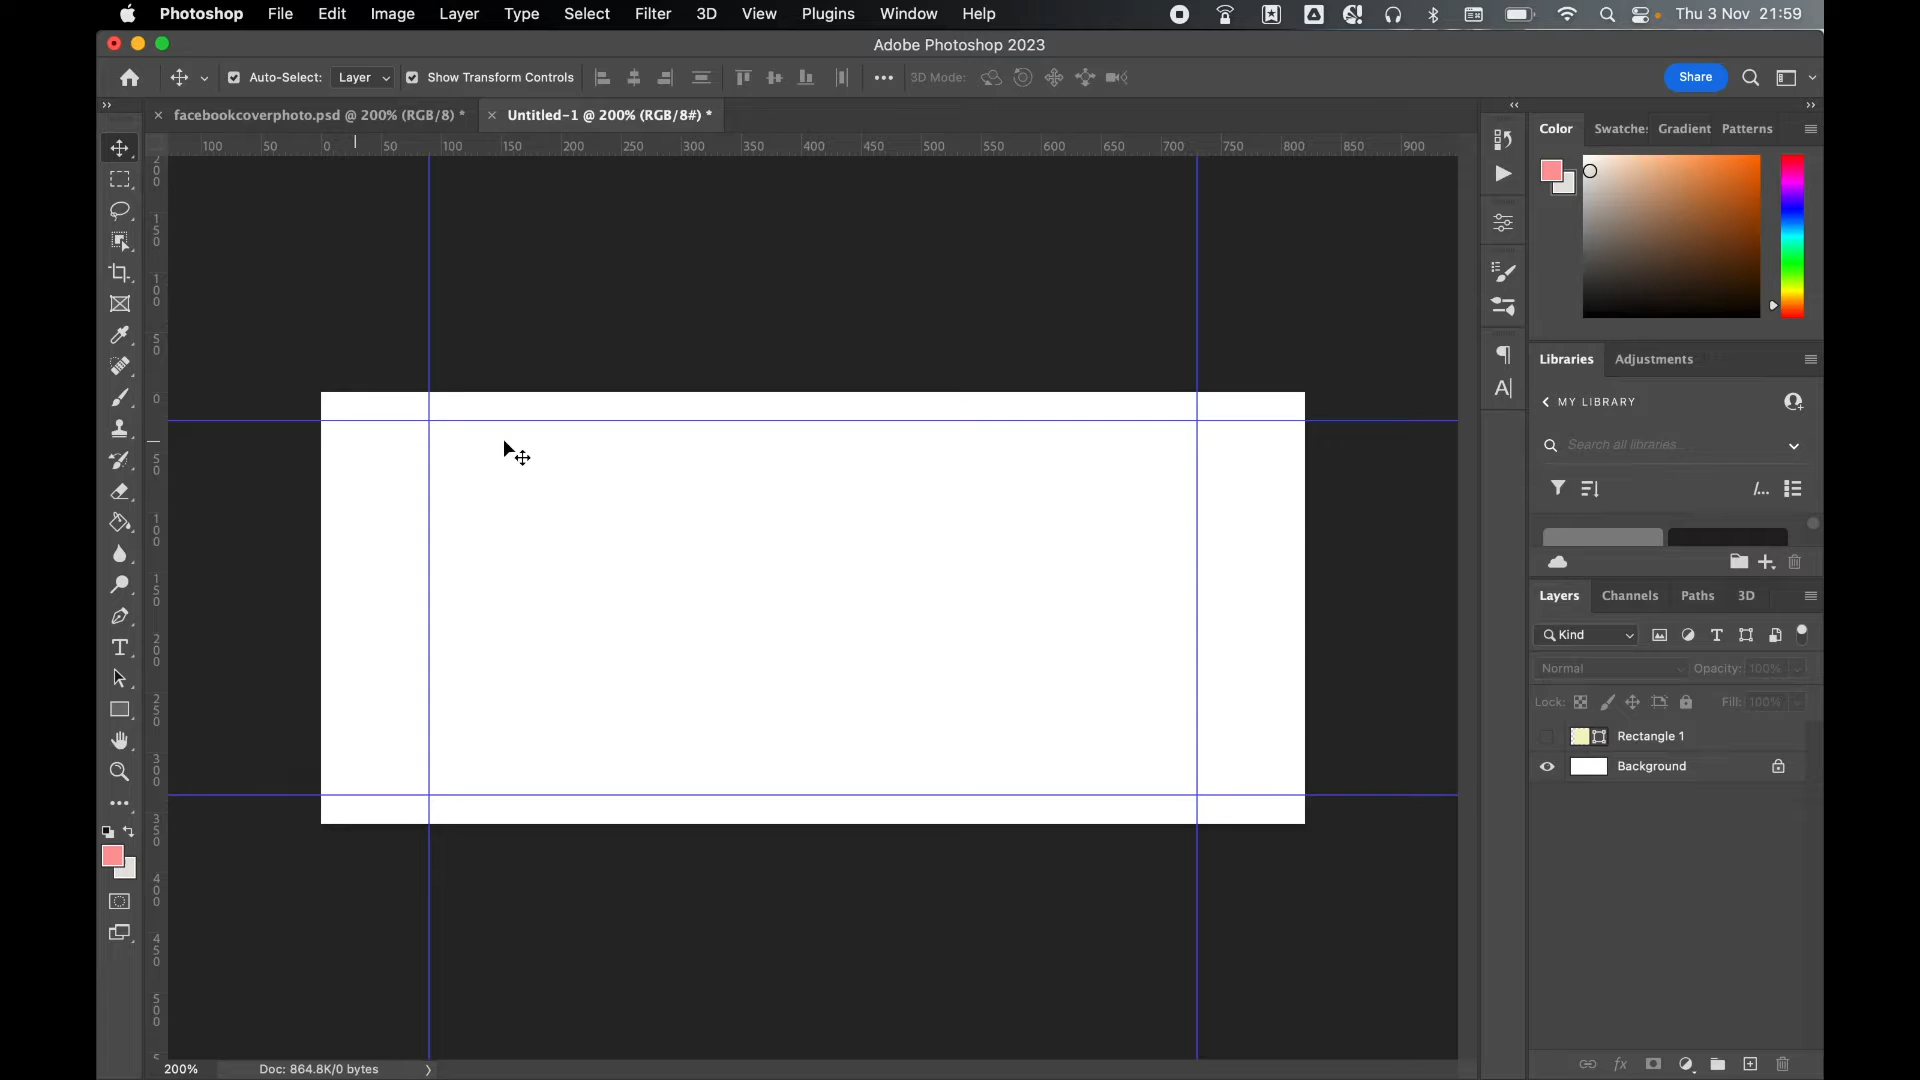 Photoshop File Edit Image Layer Type Select Filter 3D View Plugins Window Help Thu 3 Nov 21:59
Adobe Photoshop 2023
Auto-Select: Layer Show Transform Controls 3D Mode: Share
facebookcoverphoto.psd @ 200% (RGB/8) * Untitled-1 @ 200% (RGB/8#) *
Color Swatches Gradient Patterns
100 50 0 50 100 150 200 250 300 350 400 450 500 550 600 650 700 750 800 850 900
200
150
100
50
0
50
100
150
200
250
300
350
400
450
500
5
Libraries Adjustments
MY LIBRARY
Search all libraries...
/...
Layers Channels Paths 3D
Kind
Normal Opacity: 100%
Lock: Fill: 100%
Rectangle 1
Background
fx
200% Doc: 864.8K/0 bytes